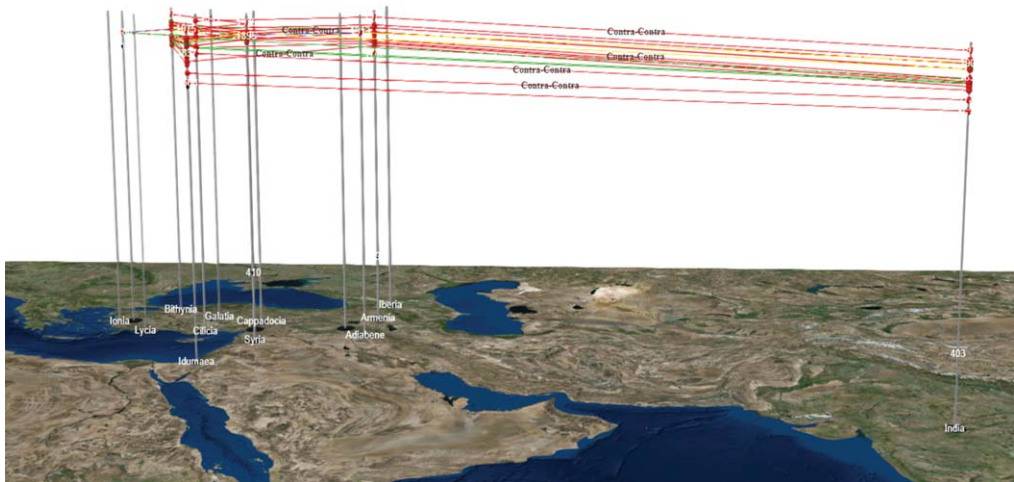 Contra-Contra
Contra-Contra
Contra-Contra
Contra-Contra
Contra-Contra
Contra-Contra
410
Iberia
Bithynia
Galatia
Armenia
Ionia
Cappadocia
Lycia
Cilicia
Adiabene
Syria
403
Idumaea
India